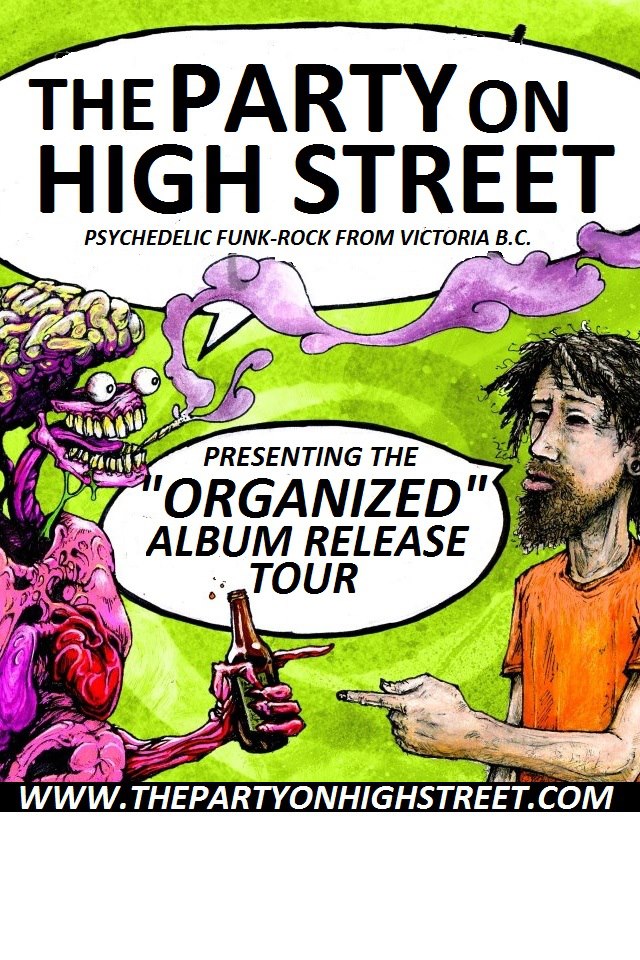 THE PARTY ON
HIGH STREET
PSYCHEDELIC FUNK-ROCK FROM VICTORIA B.C.
PRESENTING THE
"ORGANIZED"
ALBUM RELEASE
TOUR
WWW.THEPARTYONHIGHSTREET.COM